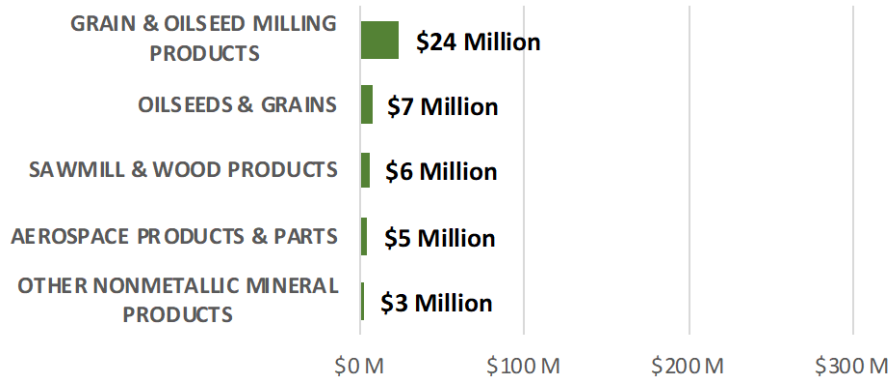 GRAIN & OILSEED MILLING
PRODUCTS
$24 Million
OILSEEDS & GRAINS
$7 Million
SAWMILL & WOOD PRODUCTS
$6 Million
AEROSPACE PRODUCTS & PARTS
$5 Million
OTHER NONMETALLIC MINERAL
PRODUCTS
$3 Million
$0 M $100 M $200 M $300 M